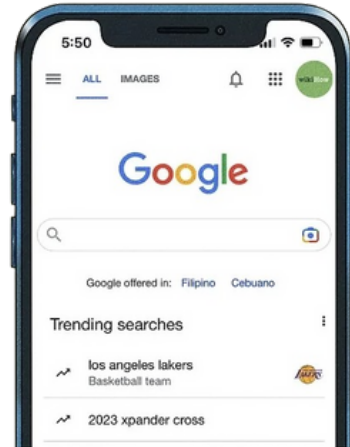 5:50
ALL IMAGES
wikiHow
Google
Google offered in: Filipino Cebuano
Trending searches
los angeles lakers
Basketball team
LAKERS
2023 xpander cross